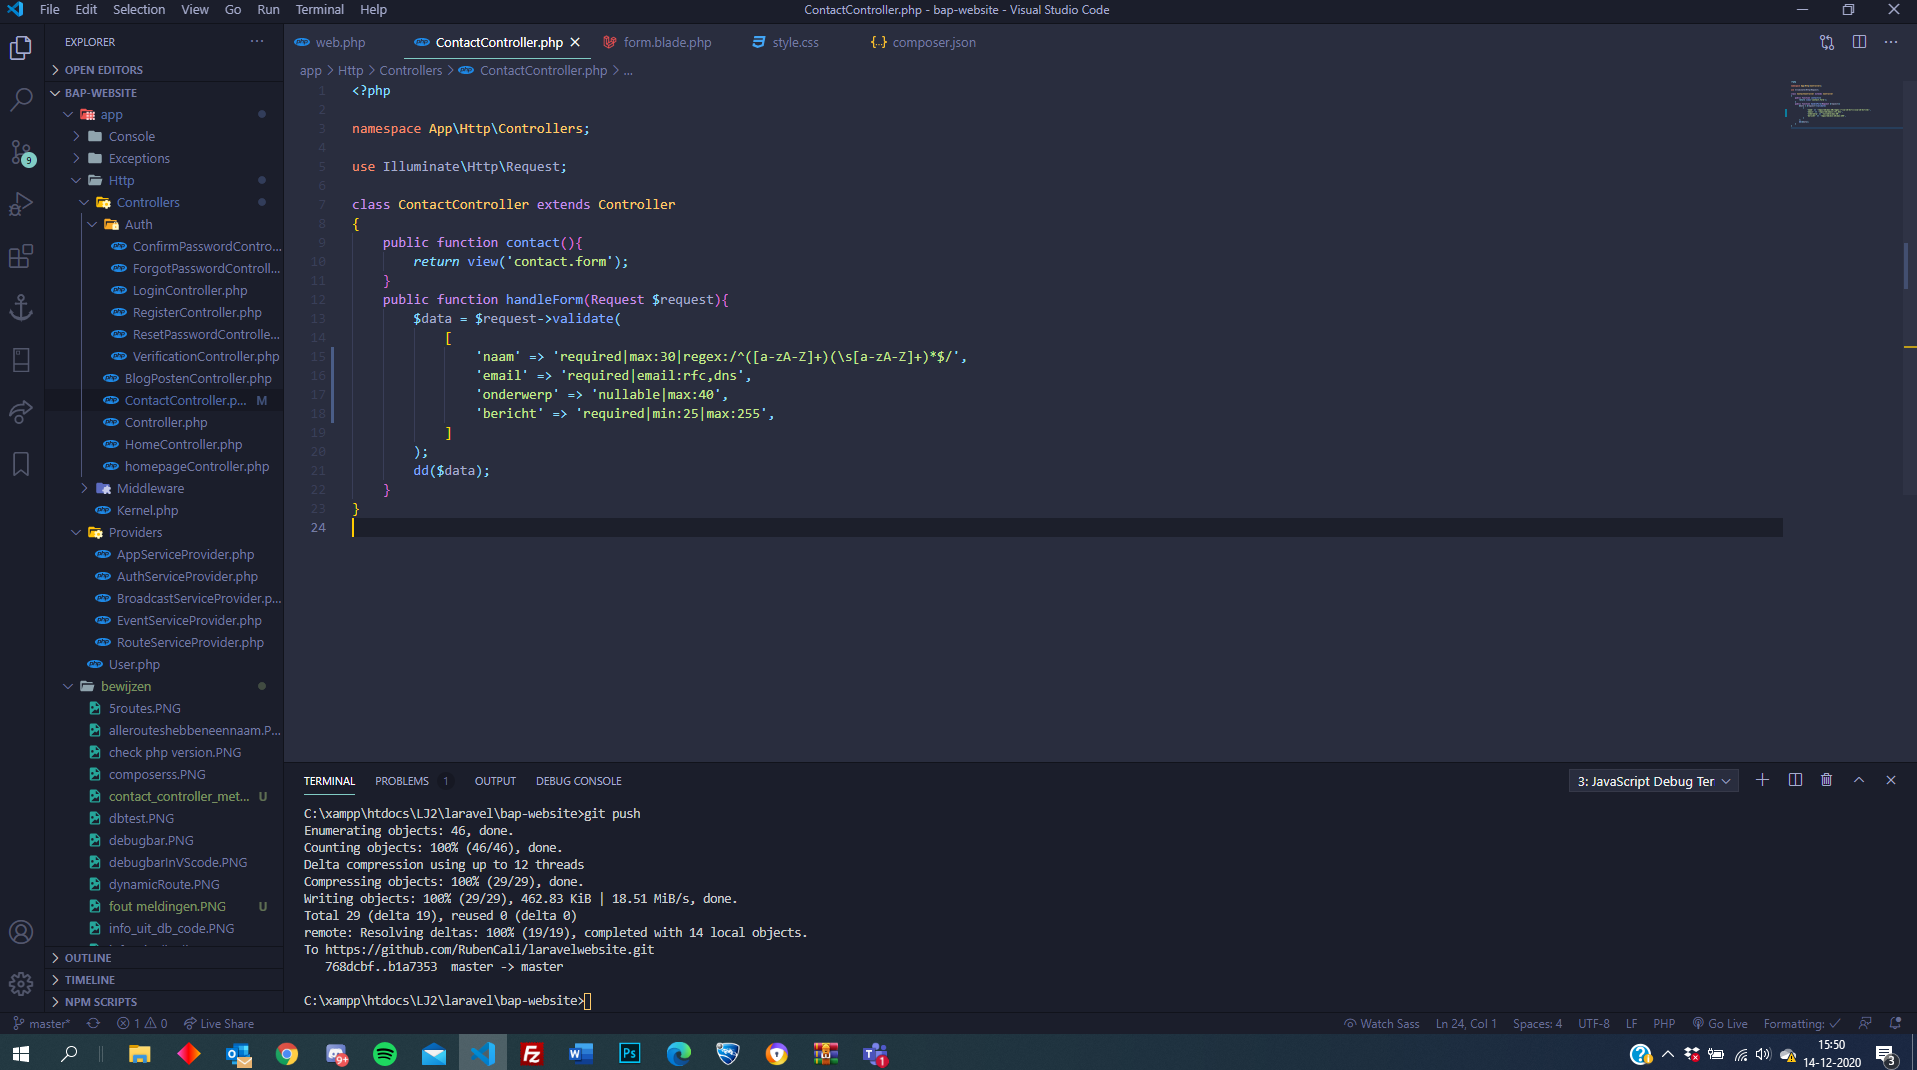 File Edit Selection View Go Run Terminal Help
ContactController.php - bap-website - Visual Studio Code
EXPLORER
OPEN EDITORS
BAP-WEBSITE
app
Console
Exceptions
Http
Controllers
Auth
ConfirmPasswordContro...
ForgotPasswordControll...
LoginController.php
RegisterController.php
ResetPasswordControlle...
VerificationController.php
BlogPostenController.php
ContactController.p... M
Controller.php
HomeController.php
homepageController.php
Middleware
Kernel.php
Providers
AppServiceProvider.php
AuthServiceProvider.php
BroadcastServiceProvider.p...
EventServiceProvider.php
RouteServiceProvider.php
User.php
bewijzen
5routes.PNG
allerouteshebbeneennaam.P...
check php version.PNG
composerss.PNG
contact_controller_met... U
dbtest.PNG
debugbar.PNG
debugbarInVScode.PNG
dynamicRoute.PNG
fout meldingen.PNG U
info_uit_db_code.PNG
OUTLINE
TIMELINE
NPM SCRIPTS
9
web.php ContactController.php form.blade.php style.css composer.json
app > Http > Controllers > ContactController.php > ...
1 <?php
2
3 namespace App\Http\Controllers;
4
5 use Illuminate\Http\Request;
6
7 class ContactController extends Controller
8 {
9 public function contact(){
10 return view('contact.form');
11 }
12 public function handleForm(Request $request){
13 $data = $request->validate(
14 [
15 'naam' => 'required|max:30|regex:/^([a-zA-Z]+)(\s[a-zA-Z]+)*$/',
16 'email' => 'required|email:rfc,dns',
17 'onderwerp' => 'nullable|max:40',
18 'bericht' => 'required|min:25|max:255',
19 ]
20 );
21 dd($data);
22 }
23 }
24
TERMINAL PROBLEMS 1 OUTPUT DEBUG CONSOLE
3: JavaScript Debug Ter
C:\xampp\htdocs\LJ2\laravel\bap-website>git push
Enumerating objects: 46, done.
Counting objects: 100% (46/46), done.
Delta compression using up to 12 threads
Compressing objects: 100% (29/29), done.
Writing objects: 100% (29/29), 462.83 KiB | 18.51 MiB/s, done.
Total 29 (delta 19), reused 0 (delta 0)
remote: Resolving deltas: 100% (19/19), completed with 14 local objects.
To https://github.com/RubenCali/laravelwebsite.git
768dcbf..b1a7353 master -> master
C:\xampp\htdocs\LJ2\laravel\bap-website>
master* 1 0 Live Share
Watch Sass Ln 24, Col 1 Spaces: 4 UTF-8 LF PHP Go Live Formatting: ✓
15:50
14-12-2020
3